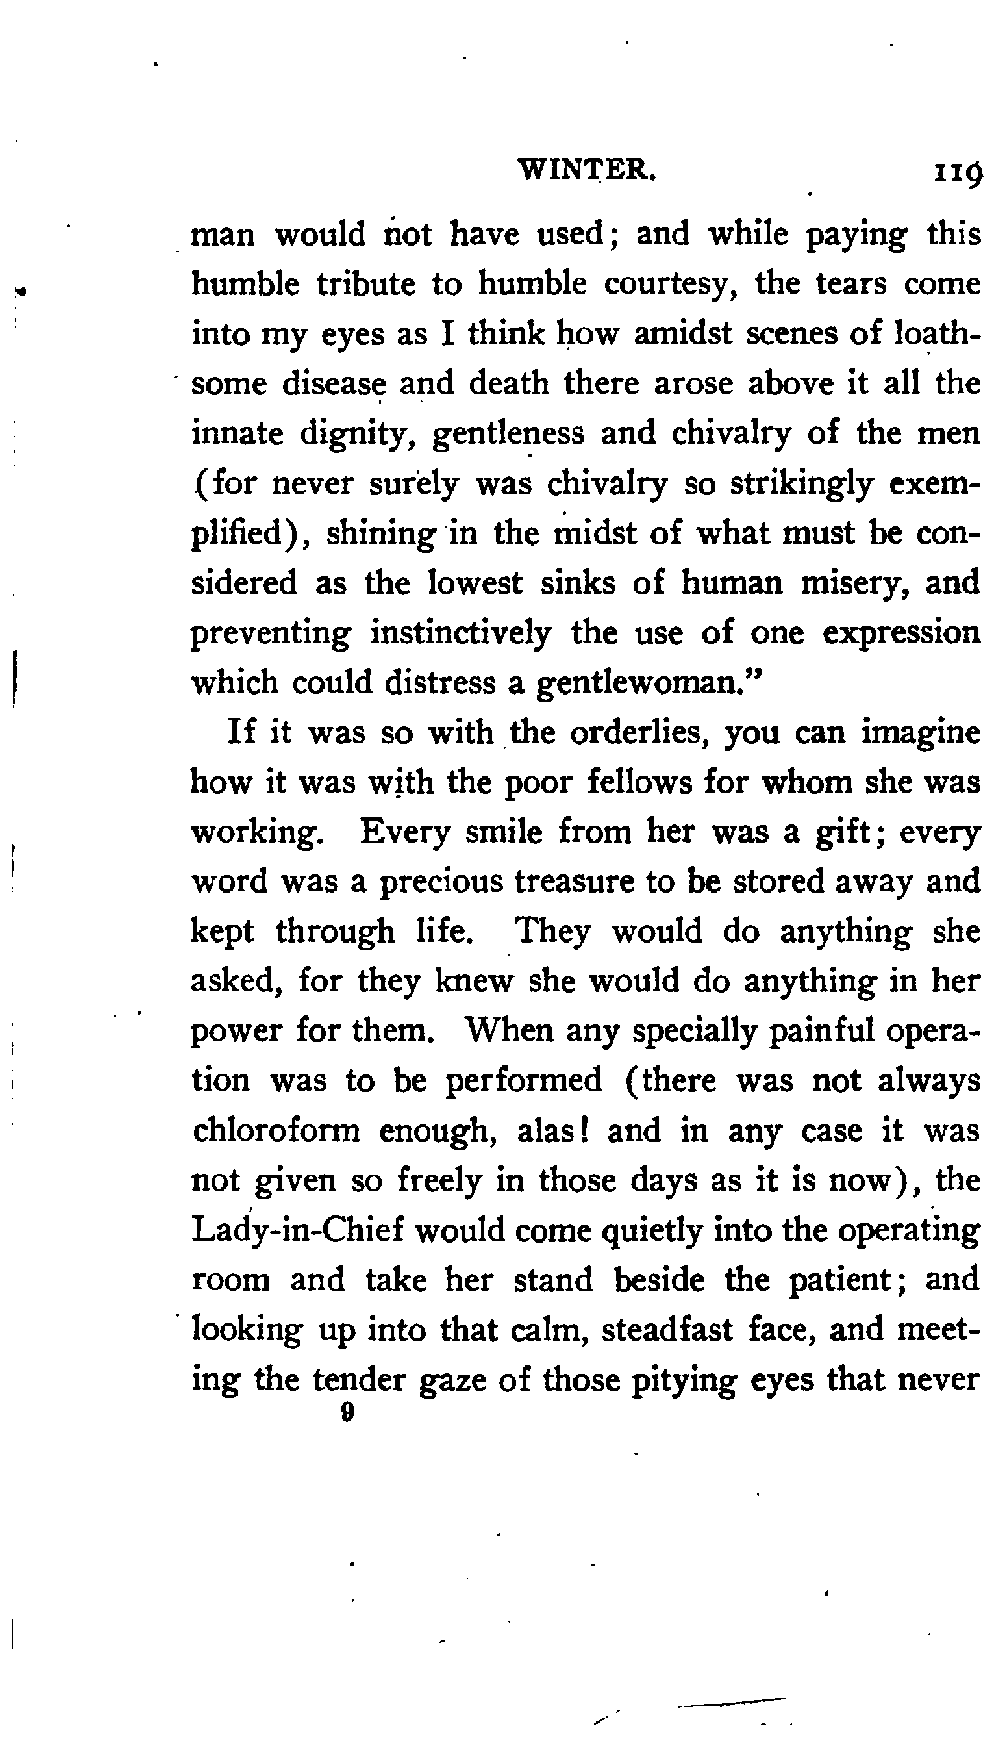 WINTER. 119
man would not have used; and while paying this
humble tribute to humble courtesy, the tears come
into my eyes as I think how amidst scenes of loath-
some disease and death there arose above it all the
innate dignity, gentleness and chivalry of the men
(for never surely was chivalry so strikingly exem-
plified), shining in the midst of what must be con-
sidered as the lowest sinks of human misery, and
preventing instinctively the use of one expression
which could distress a gentlewoman."
If it was so with the orderlies, you can imagine
how it was with the poor fellows for whom she was
working. Every smile from her was a gift; every
word was a precious treasure to be stored away and
kept through life. They would do anything she
asked, for they knew she would do anything in her
power for them. When any specially painful opera-
tion was to be performed (there was not always
chloroform enough, alas! and in any case it was
not given so freely in those days as it is now), the
Lady-in-Chief would come quietly into the operating
room and take her stand beside the patient; and
looking up into that calm, steadfast face, and meet-
ing the tender gaze of those pitying eyes that never
9